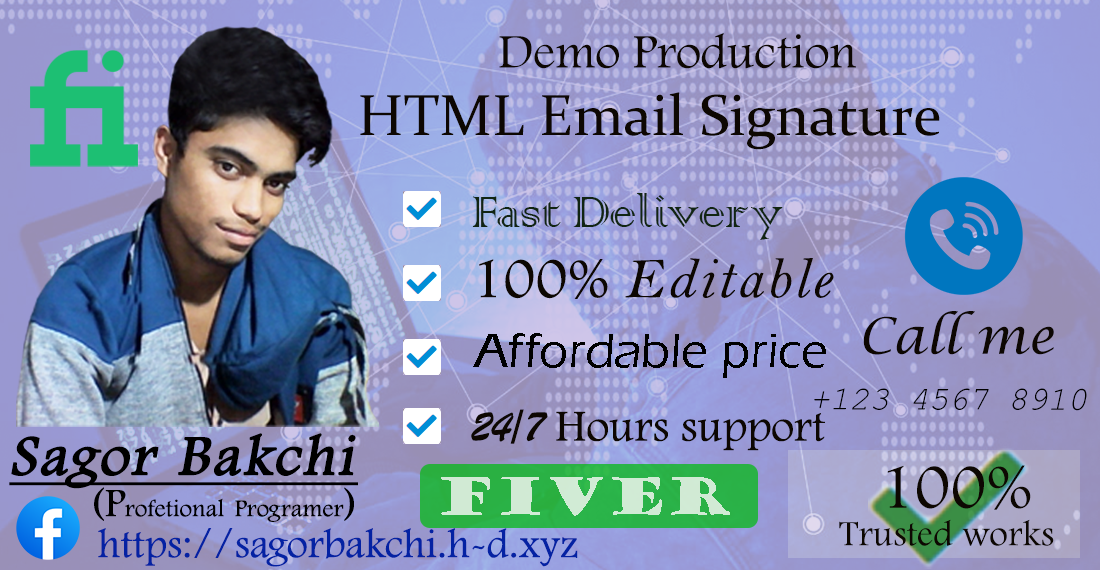 fi
Demo Production
HTML Email Signature
Fast Delivery
100% Editable
Affordable price
24/7 Hours support
Call me
+123 4567 8910
Sagor Bakchi
(Profetional Programer)
f
https://sagorbakchi.h-d.xyz
FIVER
100%
Trusted works